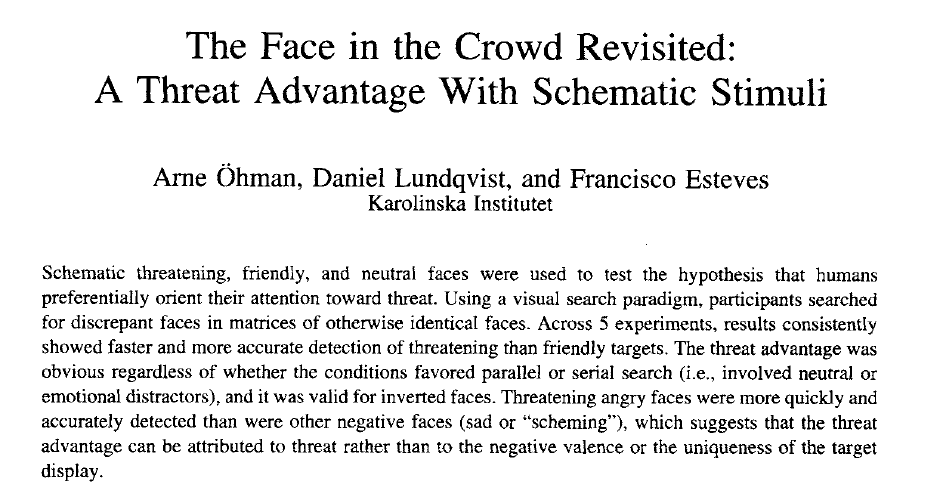 The Face in the Crowd Revisited:
A Threat Advantage With Schematic Stimuli
Arne Öhman, Daniel Lundqvist, and Francisco Esteves
Karolinska Institutet
Schematic threatening, friendly, and neutral faces were used to test the hypothesis that humans
preferentially orient their attention toward threat. Using a visual search paradigm, participants searched
for discrepant faces in matrices of otherwise identical faces. Across 5 experiments, results consistently
showed faster and more accurate detection of threatening than friendly targets. The threat advantage was
obvious regardless of whether the conditions favored parallel or serial search (i.e., involved neutral or
emotional distractors), and it was valid for inverted faces. Threatening angry faces were more quickly and
accurately detected than were other negative faces (sad or “scheming”), which suggests that the threat
advantage can be attributed to threat rather than to the negative valence or the uniqueness of the target
display.